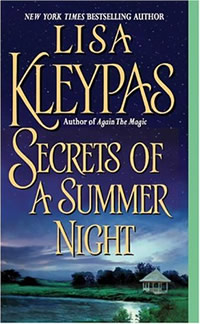 NEW YORK TIMES BESTSELLING AUTHOR
LISA
KLEYPAS
Author of Again The Magic
SECRETS OF
A SUMMER
NIGHT